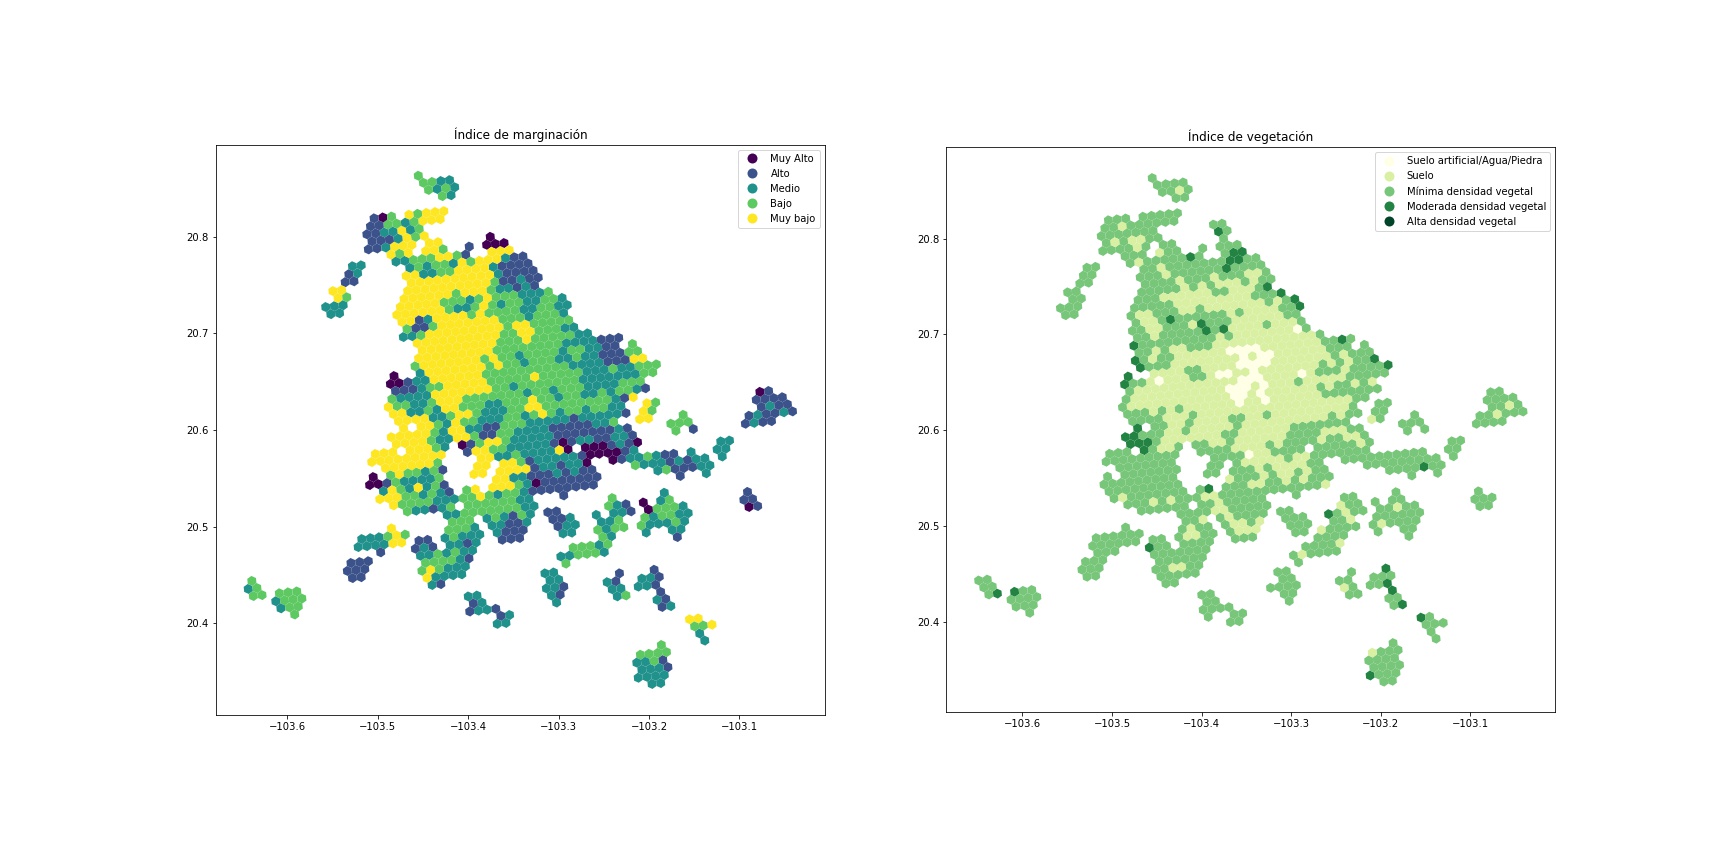 Índice de marginación
Muy Alto
Alto
Medio
Bajo
Muy bajo
20.8
20.7
20.6
20.5
20.4
−103.6
−103.5
−103.4
−103.3
−103.2
−103.1
Índice de vegetación
Suelo artificial/Agua/Piedra
Suelo
Mínima densidad vegetal
Moderada densidad vegetal
Alta densidad vegetal
20.8
20.7
20.6
20.5
20.4
−103.6
−103.5
−103.4
−103.3
−103.2
−103.1